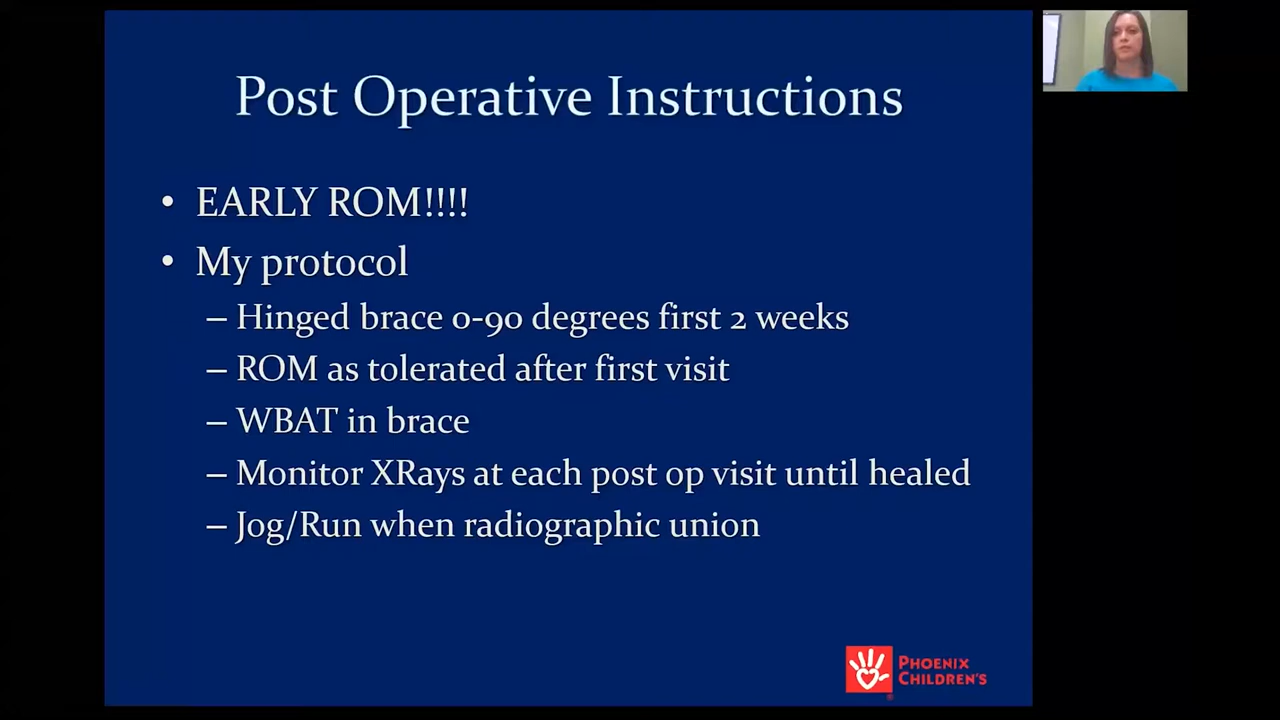 Post Operative Instructions
• EARLY ROM!!!!
• My protocol
– Hinged brace 0-90 degrees first 2 weeks
– ROM as tolerated after first visit
– WBAT in brace
– Monitor XRays at each post op visit until healed
– Jog/Run when radiographic union
PHOENIX
CHILDREN'S